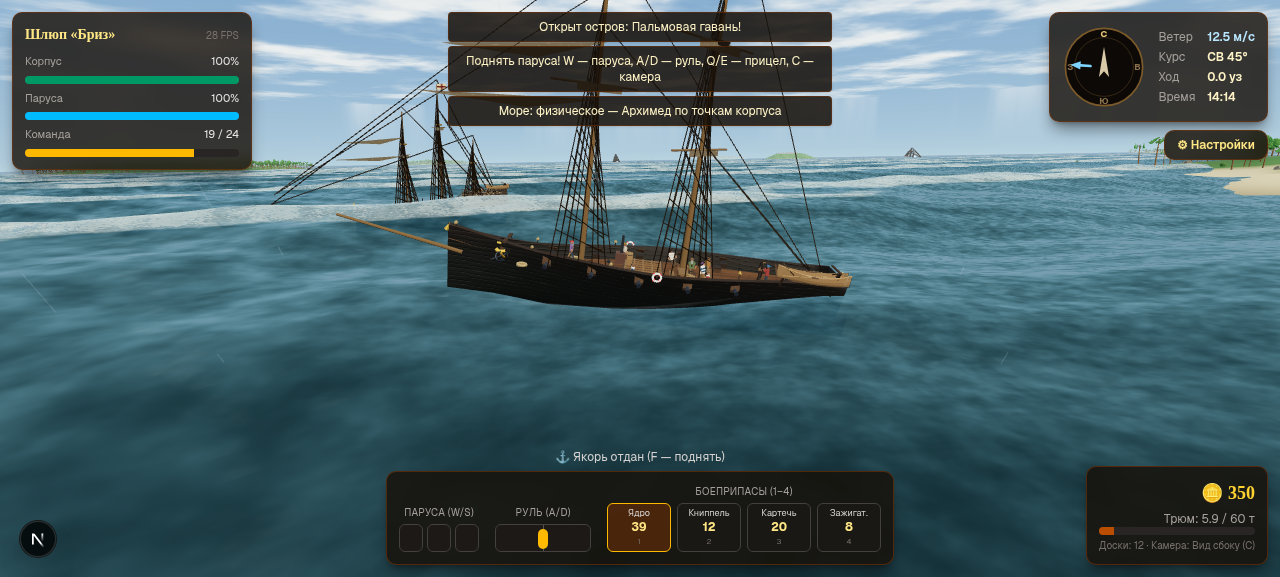 Шлюп «Бриз»
28 FPS
Корпус
100%
Паруса
100%
Команда
19 / 24
Открыт остров: Пальмовая гавань!
Поднять паруса! W — паруса, A/D — руль, Q/E — прицел, C —
камера
Море: физическое — Архимед по точкам корпуса
С
З
В
Ю
Ветер
12.5 м/с
Курс
СВ 45°
Ход
0.0 уз
Время
14:14
⚙ Настройки
⚓ Якорь отдан (F — поднять)
ПАРУСА (W/S)
РУЛЬ (A/D)
БОЕПРИПАСЫ (1–4)
Ядро
39
1
Книппель
12
2
Картечь
20
3
Зажигат.
8
4
N
350
Трюм: 5.9 / 60 т
Доски: 12 · Камера: Вид сбоку (C)